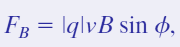 F_B = |q|vB sin ϕ,